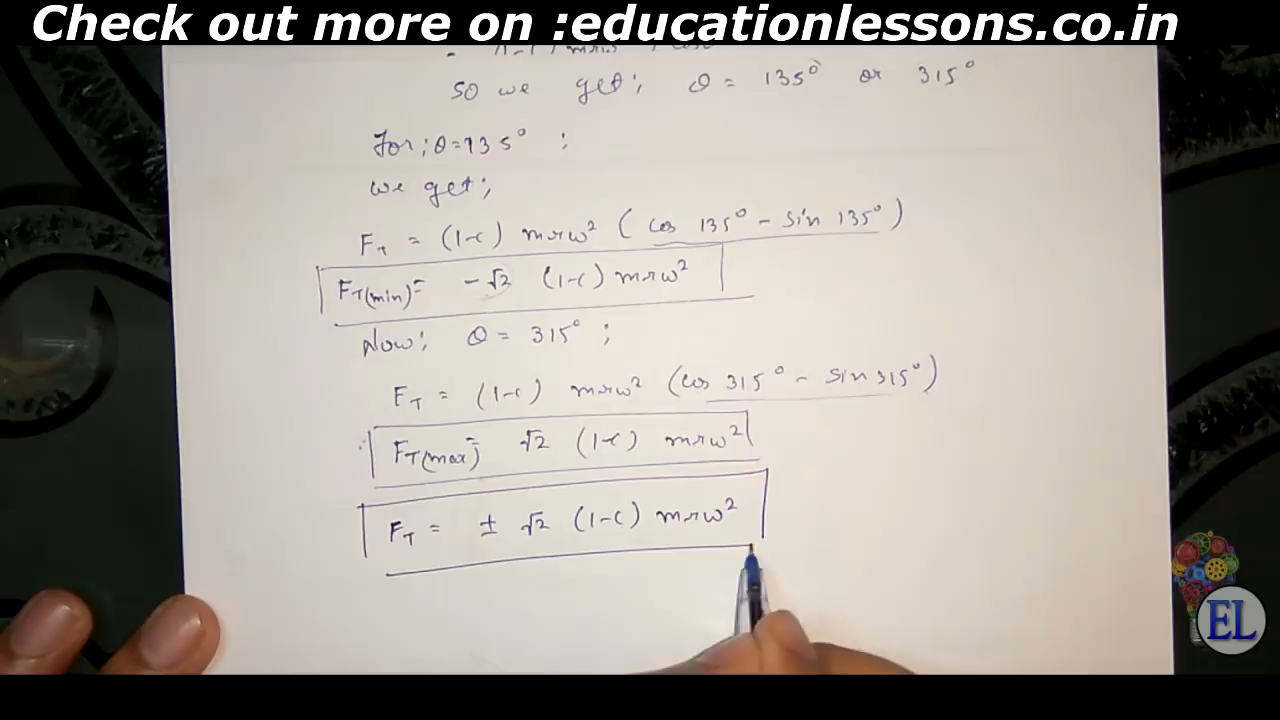 Check out more on :educationlessons.co.in
So we get; θ = 135° or 315°
For; θ=135° ;
we get;
F_T = (1-c) mrω² ( cos 135° - sin 135° )
F_T(min) = -√2 (1-c) mrω²
Now; θ = 315° ;
F_T = (1-c) mrω² (cos 315° - sin 315°)
F_T(max) = √2 (1-c) mrω²
F_T = ± √2 (1-c) mrω²
EL